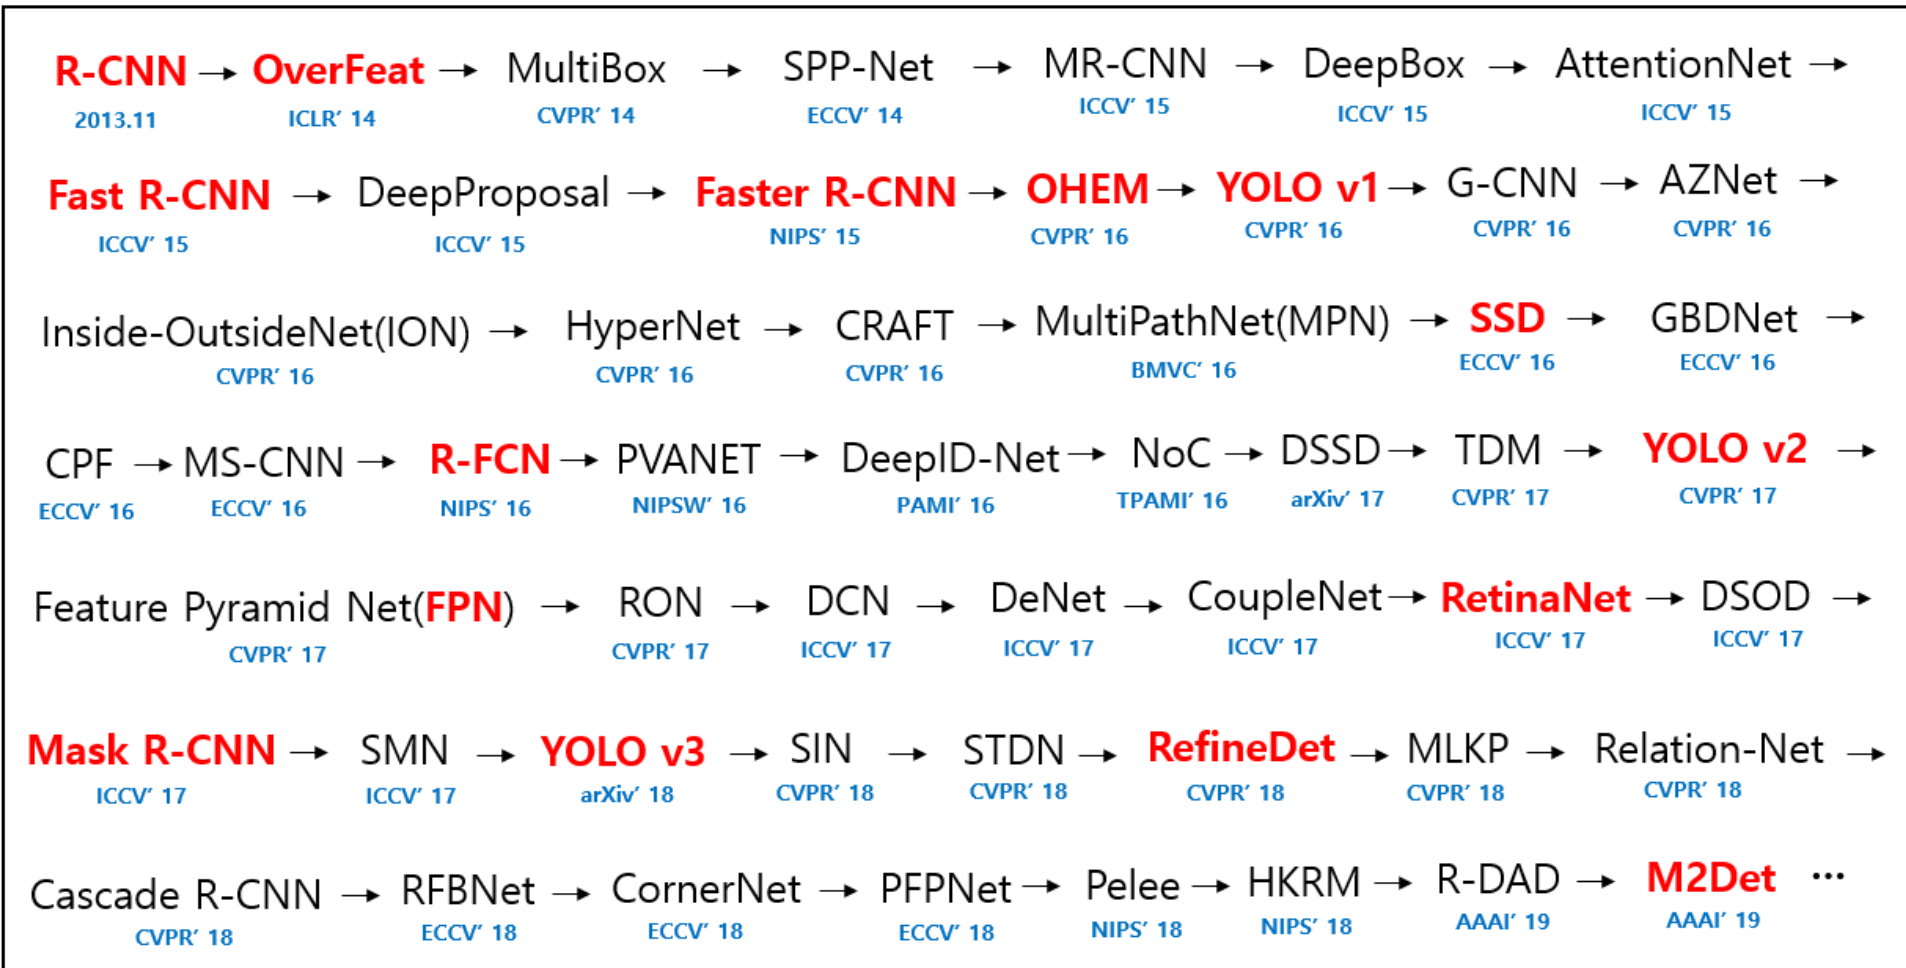 R-CNN → OverFeat → MultiBox → SPP-Net → MR-CNN → DeepBox → AttentionNet →
2013.11 ICLR’ 14 CVPR’ 14 ECCV’ 14 ICCV’ 15 ICCV’ 15 ICCV’ 15
Fast R-CNN → DeepProposal → Faster R-CNN → OHEM → YOLO v1 → G-CNN → AZNet →
ICCV’ 15 ICCV’ 15 NIPS’ 15 CVPR’ 16 CVPR’ 16 CVPR’ 16 CVPR’ 16
Inside-OutsideNet(ION) → HyperNet → CRAFT → MultiPathNet(MPN) → SSD → GBDNet →
CVPR’ 16 CVPR’ 16 CVPR’ 16 BMVC’ 16 ECCV’ 16 ECCV’ 16
CPF → MS-CNN → R-FCN → PVANET → DeepID-Net → NoC → DSSD → TDM → YOLO v2 →
ECCV’ 16 ECCV’ 16 NIPS’ 16 NIPSW’ 16 PAMI’ 16 TPAMI’ 16 arXiv’ 17 CVPR’ 17 CVPR’ 17
Feature Pyramid Net(FPN) → RON → DCN → DeNet → CoupleNet → RetinaNet → DSOD →
CVPR’ 17 CVPR’ 17 ICCV’ 17 ICCV’ 17 ICCV’ 17 ICCV’ 17 ICCV’ 17
Mask R-CNN → SMN → YOLO v3 → SIN → STDN → RefineDet → MLKP → Relation-Net →
ICCV’ 17 ICCV’ 17 arXiv’ 18 CVPR’ 18 CVPR’ 18 CVPR’ 18 CVPR’ 18 CVPR’ 18
Cascade R-CNN → RFBNet → CornerNet → PFPNet → Pelee → HKRM → R-DAD → M2Det ···
CVPR’ 18 ECCV’ 18 ECCV’ 18 ECCV’ 18 NIPS’ 18 NIPS’ 18 AAAI’ 19 AAAI’ 19